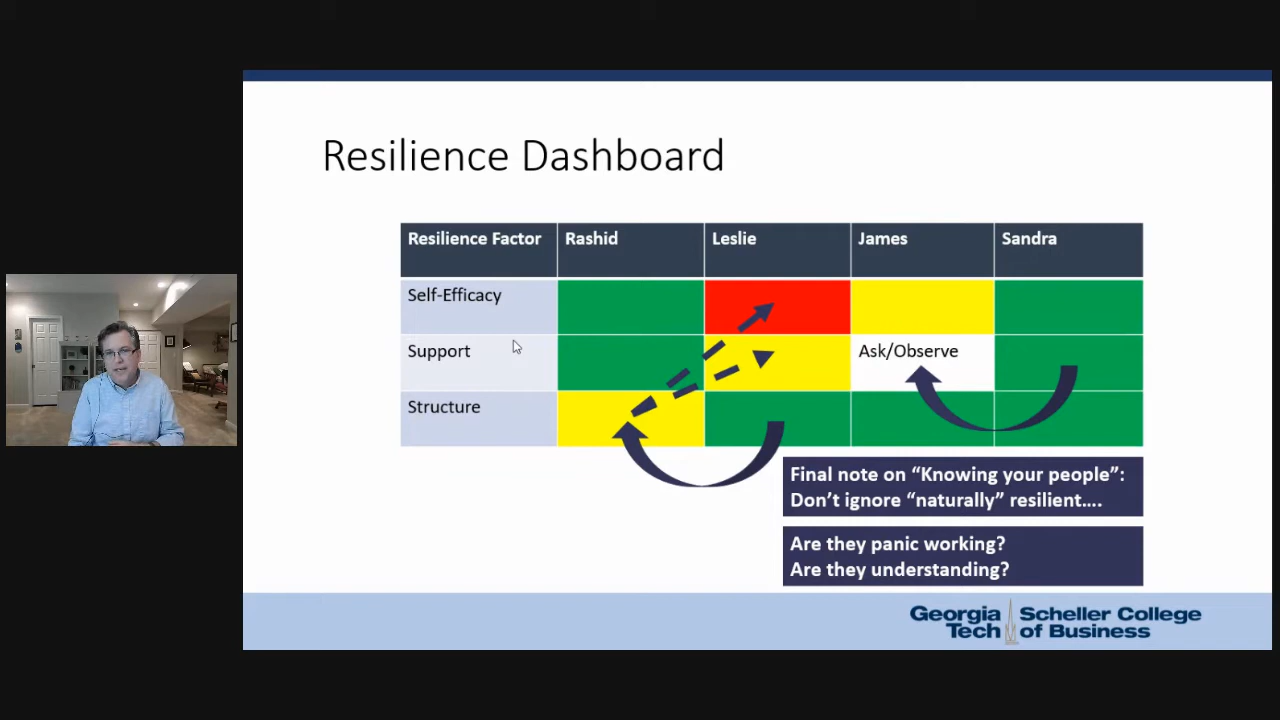 Resilience Dashboard
Resilience Factor Rashid Leslie James Sandra
Self-Efficacy
Support Ask/Observe
Structure
Final note on “Knowing your people”:
Don’t ignore “naturally” resilient....
Are they panic working?
Are they understanding?
Georgia Tech
Scheller College of Business